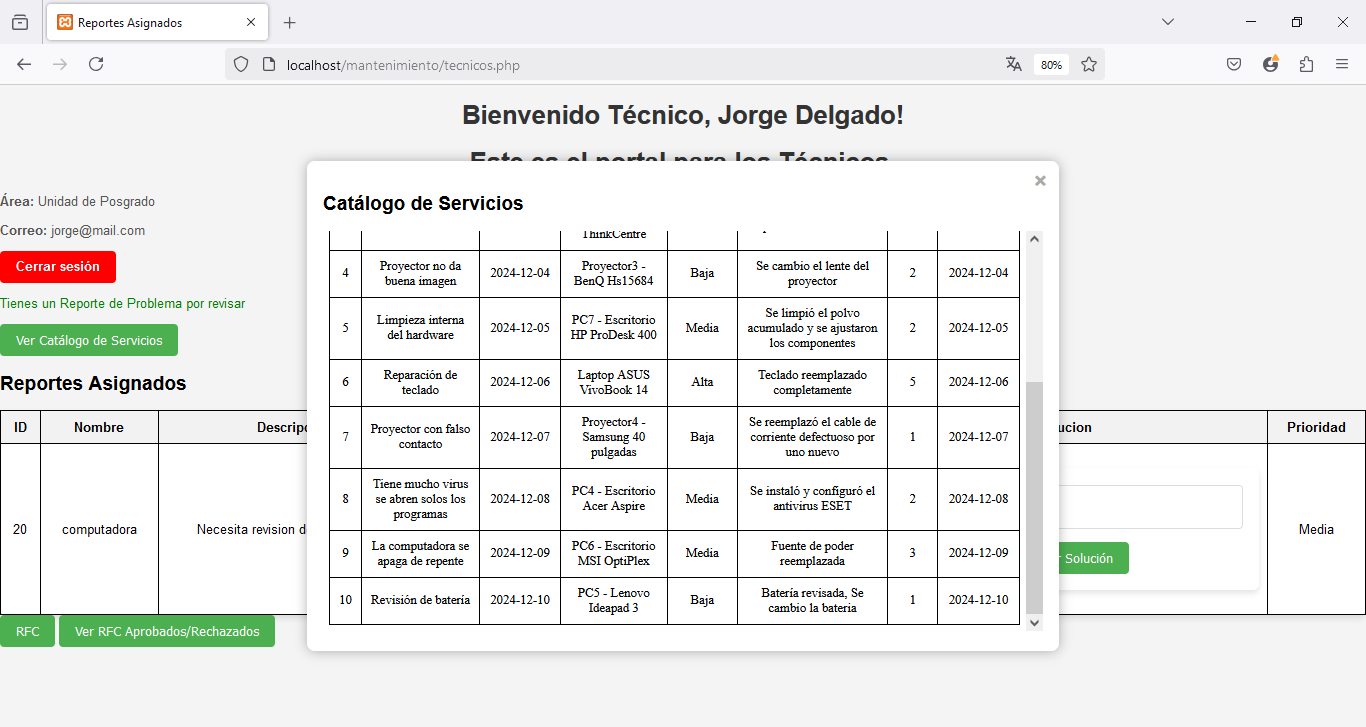 Reportes Asignados
localhost/mantenimiento/tecnicos.php
80%
Bienvenido Técnico, Jorge Delgado!
Este es el portal para los Técnicos
Área: Unidad de Posgrado
Correo: jorge@mail.com
Cerrar sesión
Tienes un Reporte de Problema por revisar
Ver Catálogo de Servicios
Reportes Asignados
ID Nombre Descripc ucion Prioridad
20 computadora Necesita revision d Media
r Solución
RFC Ver RFC Aprobados/Rechazados
×
Catálogo de Servicios
ThinkCentre
4 Proyector no da buena imagen 2024-12-04 Proyector3 - BenQ Hs15684 Baja Se cambio el lente del proyector 2 2024-12-04
5 Limpieza interna del hardware 2024-12-05 PC7 - Escritorio HP ProDesk 400 Media Se limpió el polvo acumulado y se ajustaron los componentes 2 2024-12-05
6 Reparación de teclado 2024-12-06 Laptop ASUS VivoBook 14 Alta Teclado reemplazado completamente 5 2024-12-06
7 Proyector con falso contacto 2024-12-07 Proyector4 - Samsung 40 pulgadas Baja Se reemplazó el cable de corriente defectuoso por uno nuevo 1 2024-12-07
8 Tiene mucho virus se abren solos los programas 2024-12-08 PC4 - Escritorio Acer Aspire Media Se instaló y configuró el antivirus ESET 2 2024-12-08
9 La computadora se apaga de repente 2024-12-09 PC6 - Escritorio MSI OptiPlex Media Fuente de poder reemplazada 3 2024-12-09
10 Revisión de batería 2024-12-10 PC5 - Lenovo Ideapad 3 Baja Batería revisada, Se cambio la bateria 1 2024-12-10